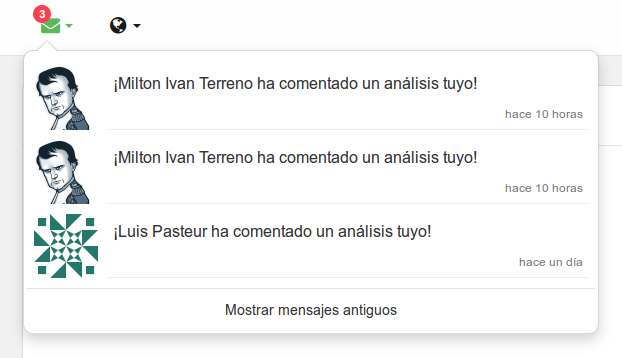 3
¡Milton Ivan Terreno ha comentado un análisis tuyo!
hace 10 horas
¡Milton Ivan Terreno ha comentado un análisis tuyo!
hace 10 horas
¡Luis Pasteur ha comentado un análisis tuyo!
hace un día
Mostrar mensajes antiguos